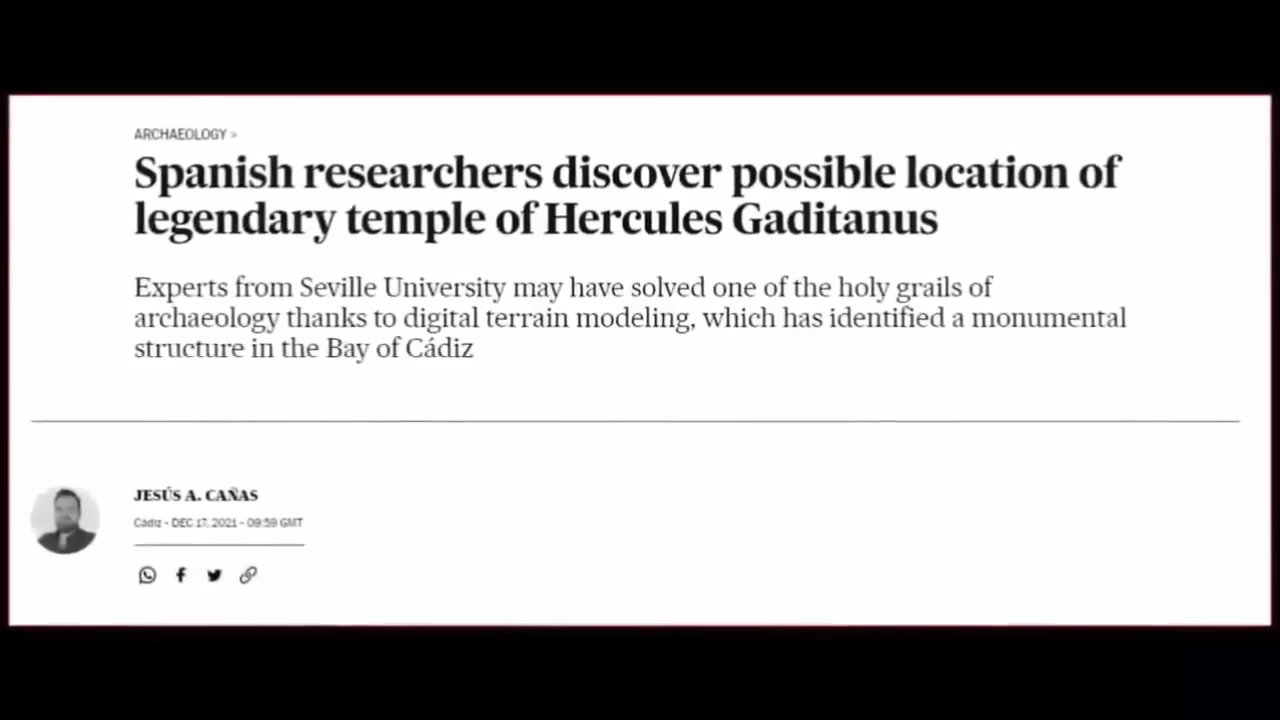 ARCHAEOLOGY »
Spanish researchers discover possible location of
legendary temple of Hercules Gaditanus
Experts from Seville University may have solved one of the holy grails of
archaeology thanks to digital terrain modeling, which has identified a monumental
structure in the Bay of Cádiz
JESÚS A. CAÑAS
Cádiz - DEC 17, 2021 - 09:59 GMT